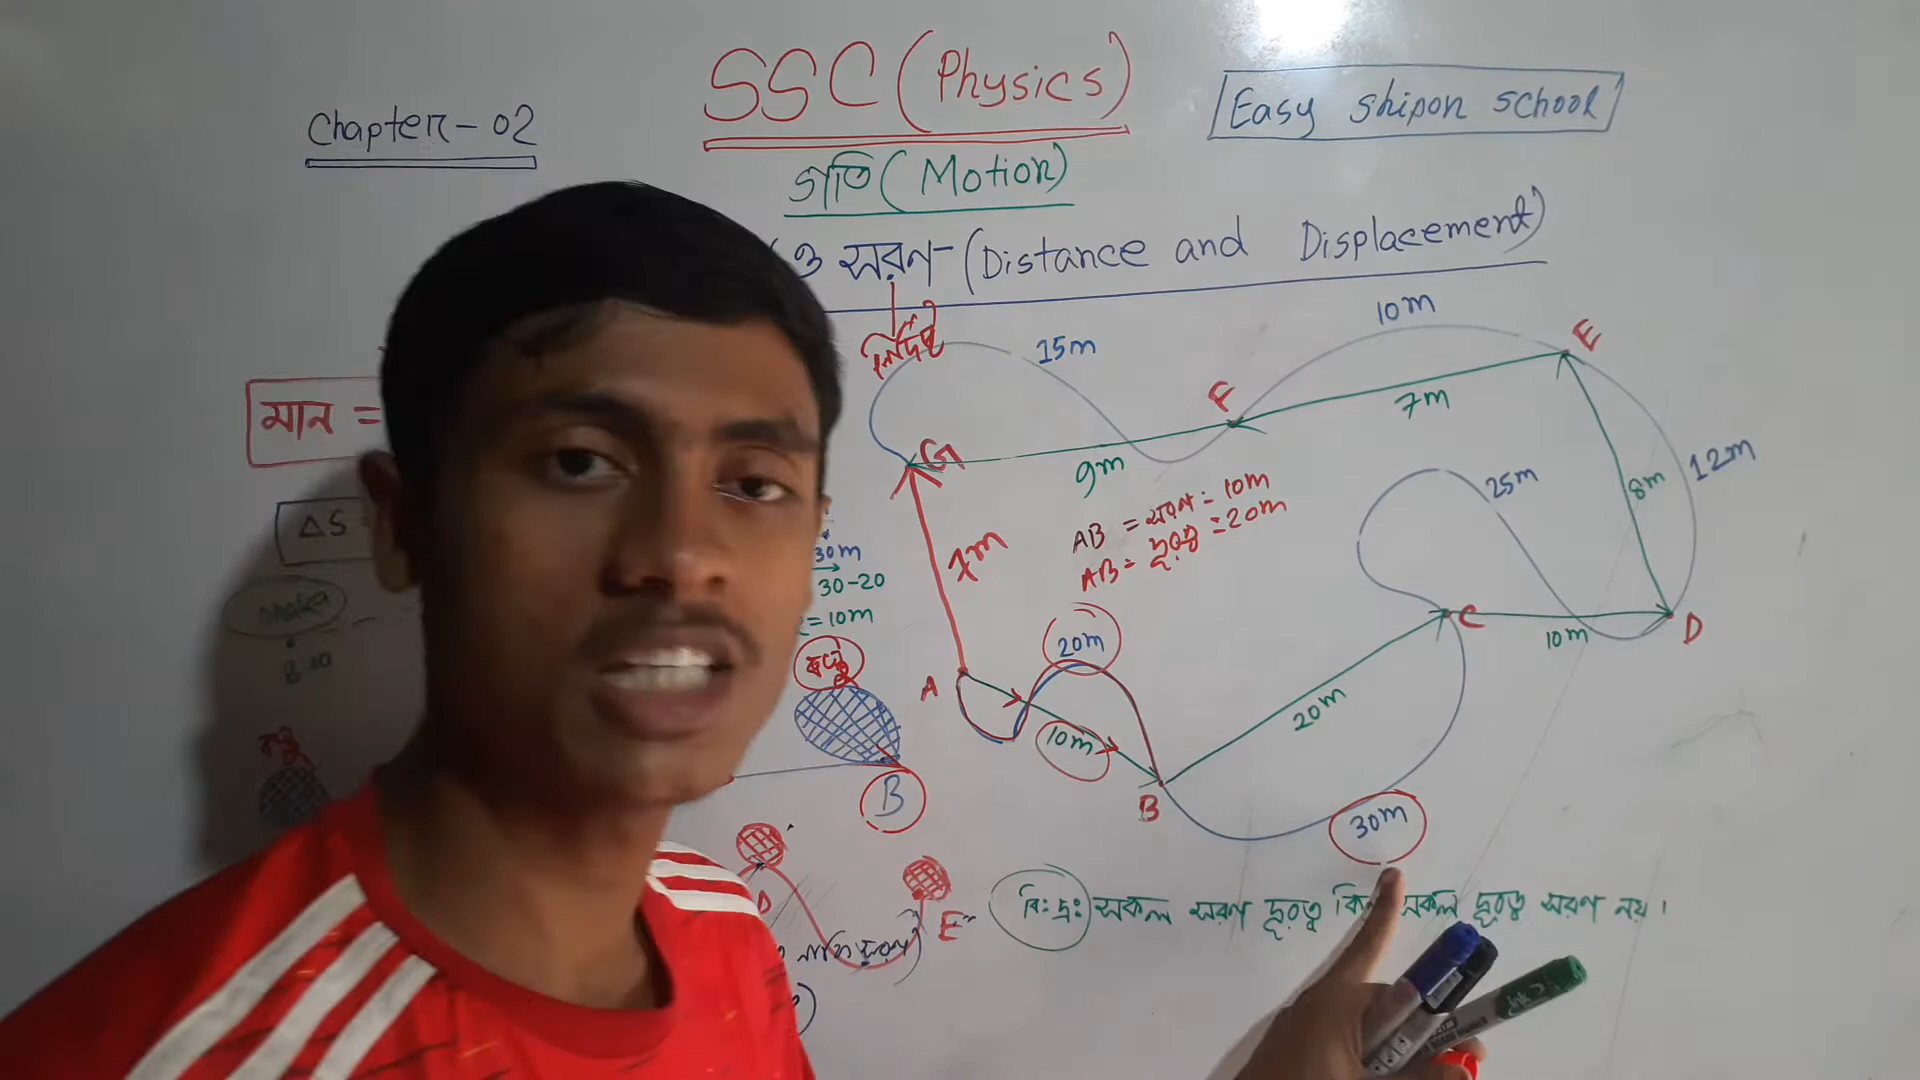 SSC (Physics)
Chapter-02
Easy Shipon School
গতি (Motion)
ও সরণ- (Distance and Displacement)
নির্দিষ্ট
15m
10m
E
F
7m
মান =
G
9m
12m
8m
25m
AB = সরণ = 10m
AB = দূরত্ব = 20m
ΔS
30m
30-20
= 10m
7m
20m
C
10m
D
A
10m
20m
B
B
30m
D
E
বি: দ্র: সকল সরণ দূরত্ব কিন্তু সকল দূরত্ব সরণ নয়।